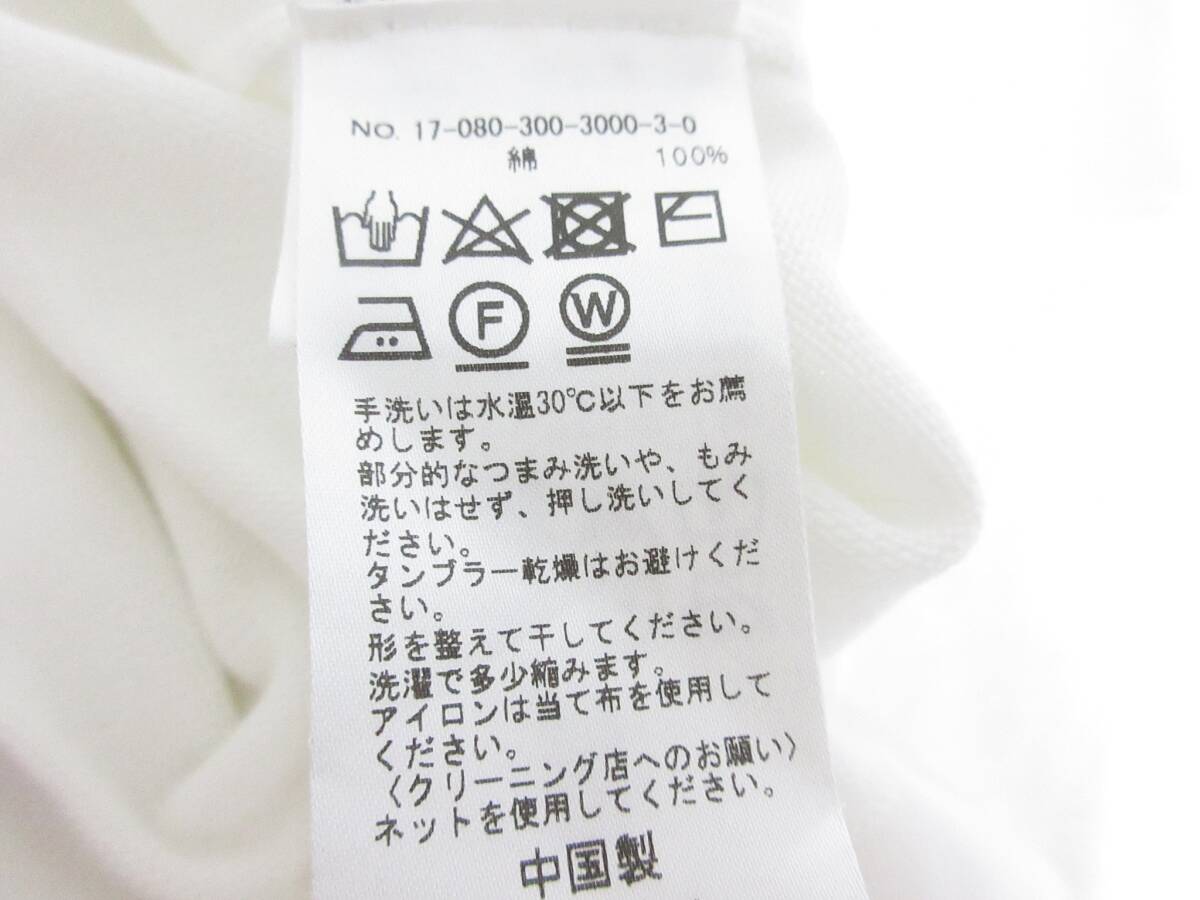 No. 17-080-300-3000-3-0
綿 100%
F W
手洗いは水温30℃以下をお薦
めします。
部分的なつまみ洗いや、もみ
洗いはせず、押し洗いしてく
ださい。
タンブラー乾燥はお避けくだ
さい。
形を整えて干してください。
洗濯で多少縮みます。
アイロンは当て布を使用して
ください。
〈クリーニング店へのお願い〉
ネットを使用してください。
中国製